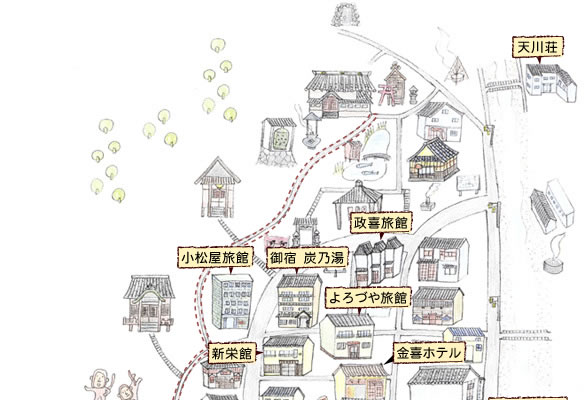 天川荘
政喜旅館
小松屋旅館
御宿 炭乃湯
よろづや旅館
新栄館
金喜ホテル